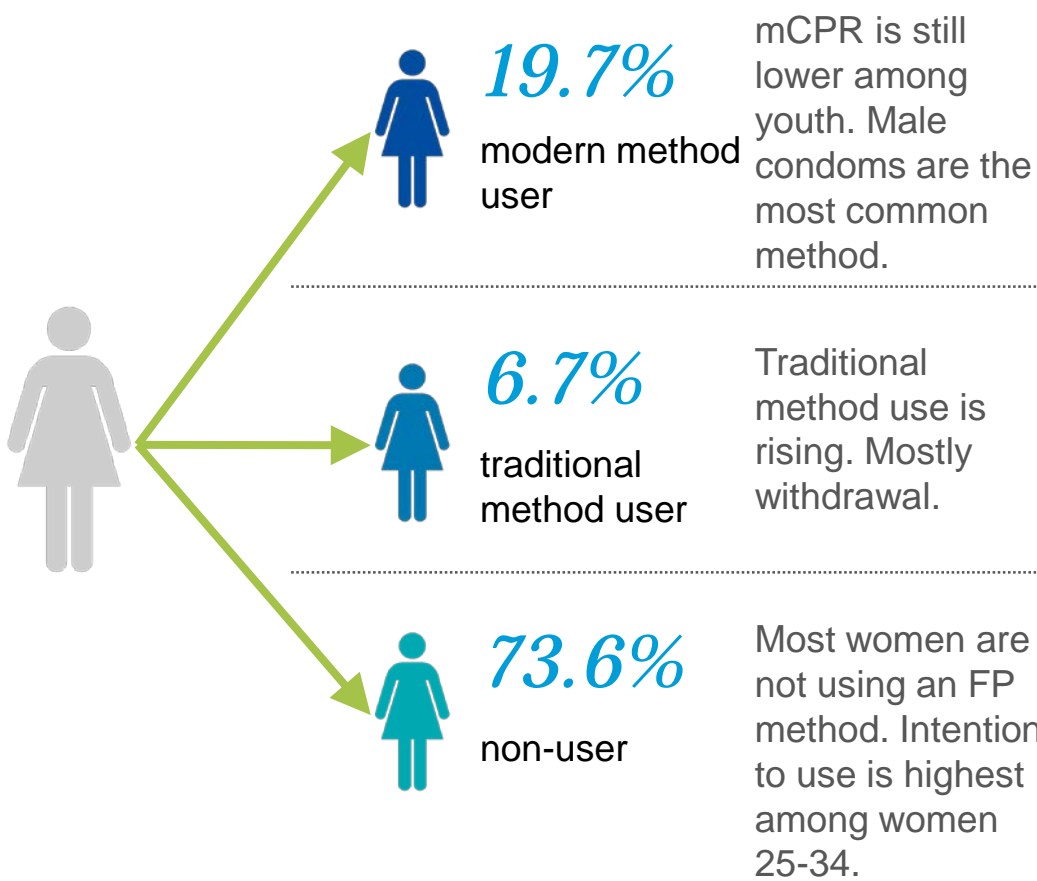 19.7%
modern method
user
mCPR is still
lower among
youth. Male
condoms are the
most common
method.
6.7%
traditional
method user
Traditional
method use is
rising. Mostly
withdrawal.
73.6%
non-user
Most women are
not using an FP
method. Intention
to use is highest
among women
25-34.